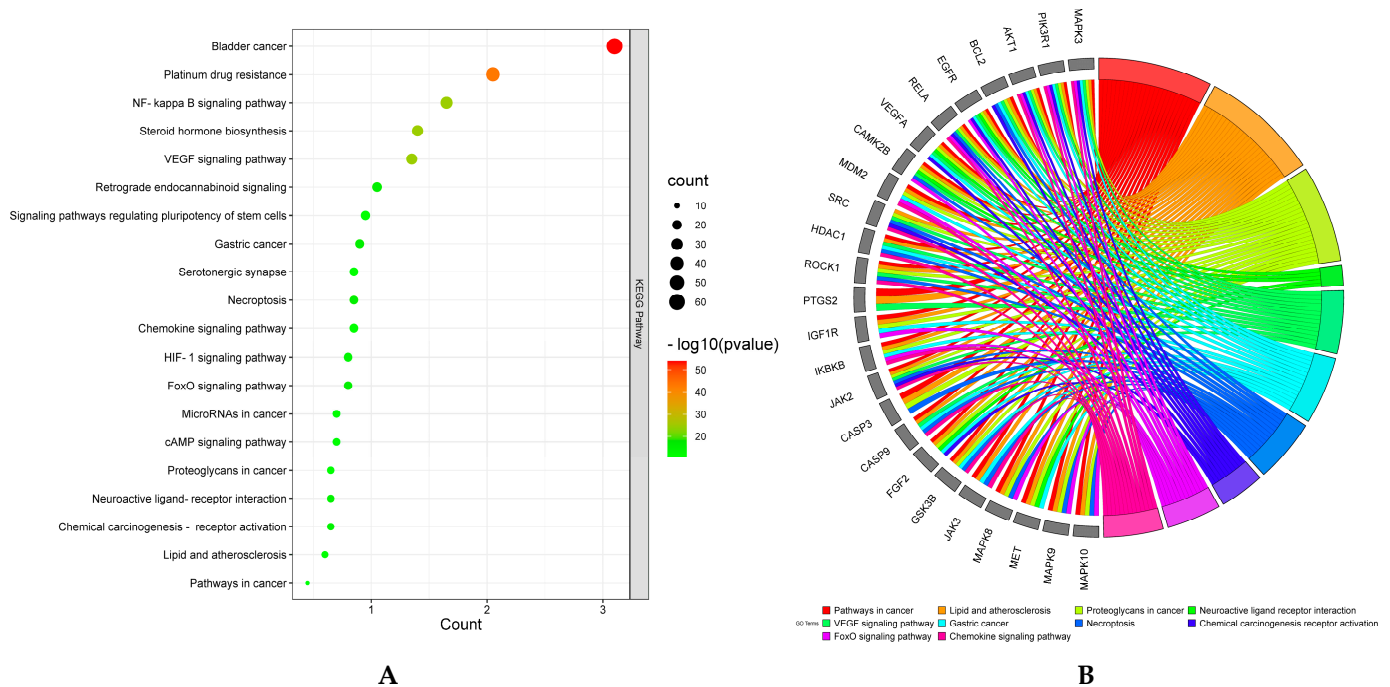 Bladder cancer
Platinum drug resistance
NF- kappa B signaling pathway
Steroid hormone biosynthesis
VEGF signaling pathway
Retrograde endocannabinoid signaling
Signaling pathways regulating pluripotency of stem cells
Gastric cancer
Serotonergic synapse
Necroptosis
Chemokine signaling pathway
HIF- 1 signaling pathway
FoxO signaling pathway
MicroRNAs in cancer
cAMP signaling pathway
Proteoglycans in cancer
Neuroactive ligand- receptor interaction
Chemical carcinogenesis - receptor activation
Lipid and atherosclerosis
Pathways in cancer
1 2 3
Count
KEGG Pathway
count
10
20
30
40
50
60
- log10(pvalue)
50
40
30
20
A
MAPK3
PIK3R1
AKT1
BCL2
EGFR
RELA
VEGFA
CAMK2B
MDM2
SRC
HDAC1
ROCK1
PTGS2
IGF1R
IKBKB
JAK2
CASP3
CASP9
FGF2
GSK3B
JAK3
MAPK8
MET
MAPK9
MAPK10
GO Terms
Pathways in cancer Lipid and atherosclerosis Proteoglycans in cancer Neuroactive ligand receptor interaction
VEGF signaling pathway Gastric cancer Necroptosis Chemical carcinogenesis receptor activation
FoxO signaling pathway Chemokine signaling pathway
B